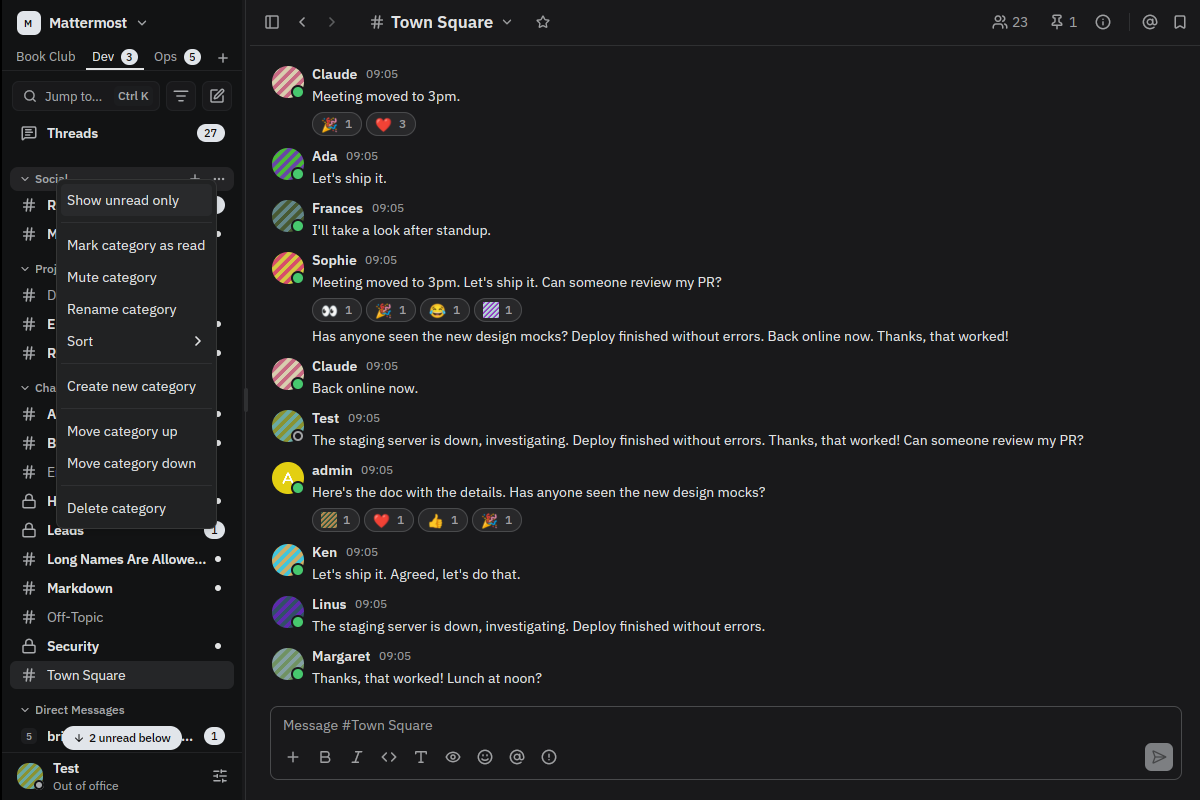 M Mattermost
Book Club Dev 3 Ops 5
Jump to... Ctrl K
Threads 27
Social
Show unread only
Mark category as read
Mute category
Rename category
Sort
Create new category
Move category up
Move category down
Delete category
R
M
Proj
D
E
R
Cha
A
B
E
H
Leads 1
Long Names Are Allowe...
Markdown
Off-Topic
Security
Town Square
Direct Messages
5 bri ... 1
2 unread below
Test
Out of office
Town Square
23 1
Claude 09:05
Meeting moved to 3pm.
1 3
Ada 09:05
Let's ship it.
Frances 09:05
I'll take a look after standup.
Sophie 09:05
Meeting moved to 3pm. Let's ship it. Can someone review my PR?
1 1 1 1
Has anyone seen the new design mocks? Deploy finished without errors. Back online now. Thanks, that worked!
Claude 09:05
Back online now.
Test 09:05
The staging server is down, investigating. Deploy finished without errors. Thanks, that worked! Can someone review my PR?
A admin 09:05
Here's the doc with the details. Has anyone seen the new design mocks?
1 1 1 1
Ken 09:05
Let's ship it. Agreed, let's do that.
Linus 09:05
The staging server is down, investigating. Deploy finished without errors.
Margaret 09:05
Thanks, that worked! Lunch at noon?
Message #Town Square